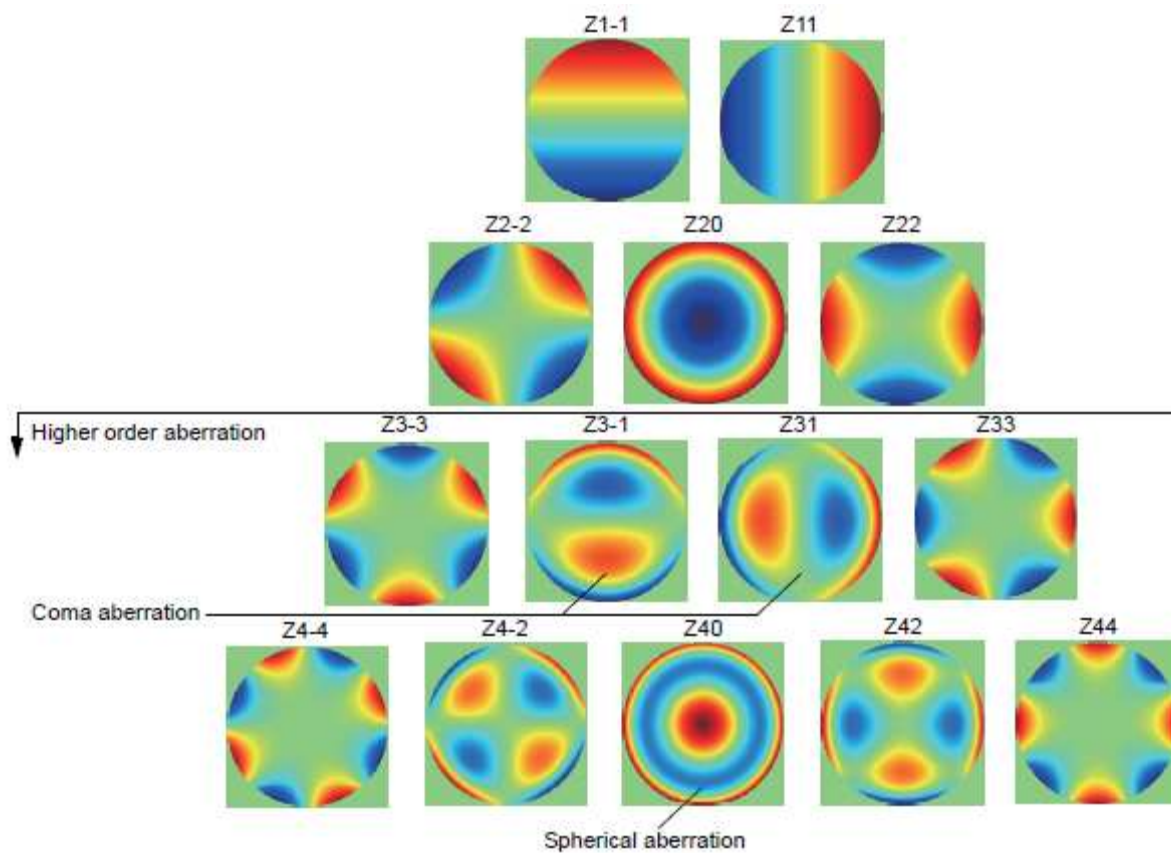 Z1-1 Z11
Z2-2 Z20 Z22
Higher order aberration
Z3-3 Z3-1 Z31 Z33
Coma aberration
Z4-4 Z4-2 Z40 Z42 Z44
Spherical aberration